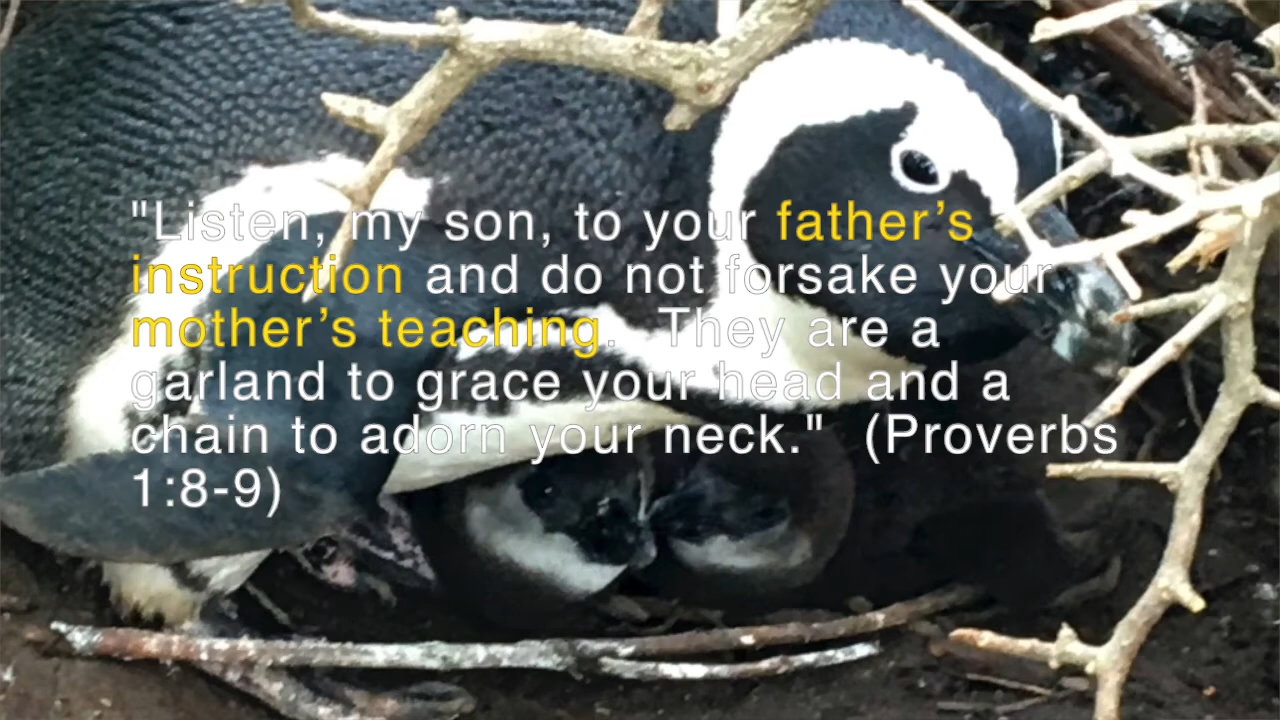 "Listen, my son, to your father’s
instruction and do not forsake your
mother’s teaching.  They are a
garland to grace your head and a
chain to adorn your neck."  (Proverbs
1:8-9)